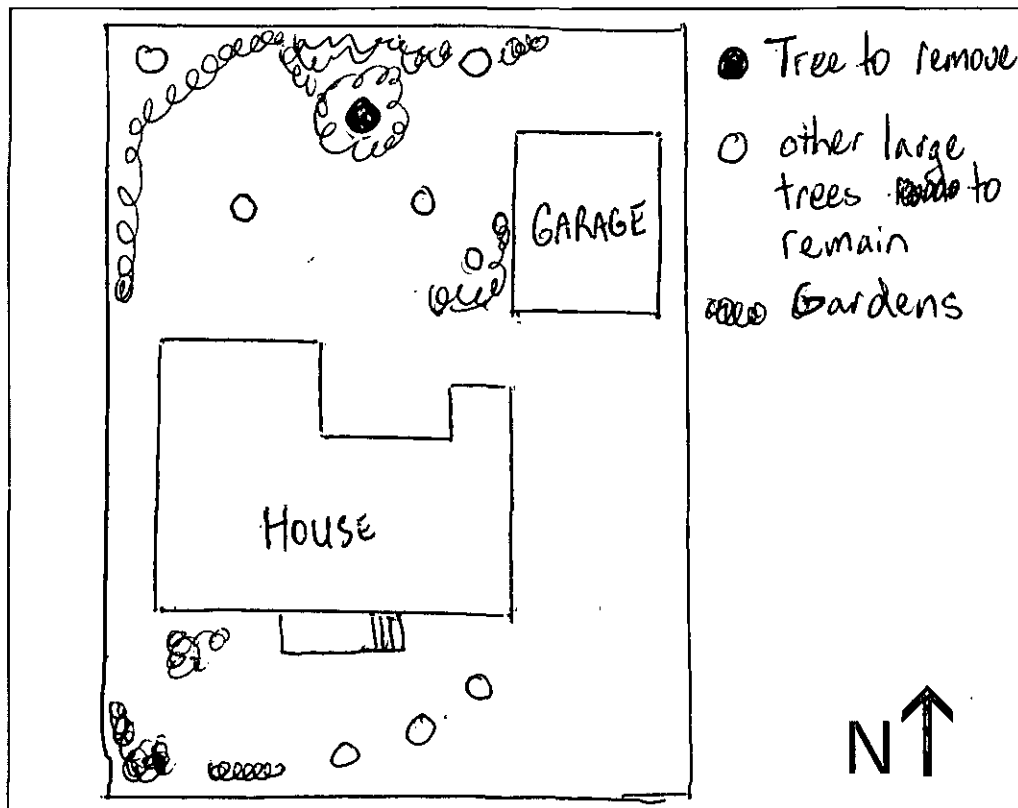 Tree to remove
other large
trees to
remain
Gardens
GARAGE
HOUSE
N